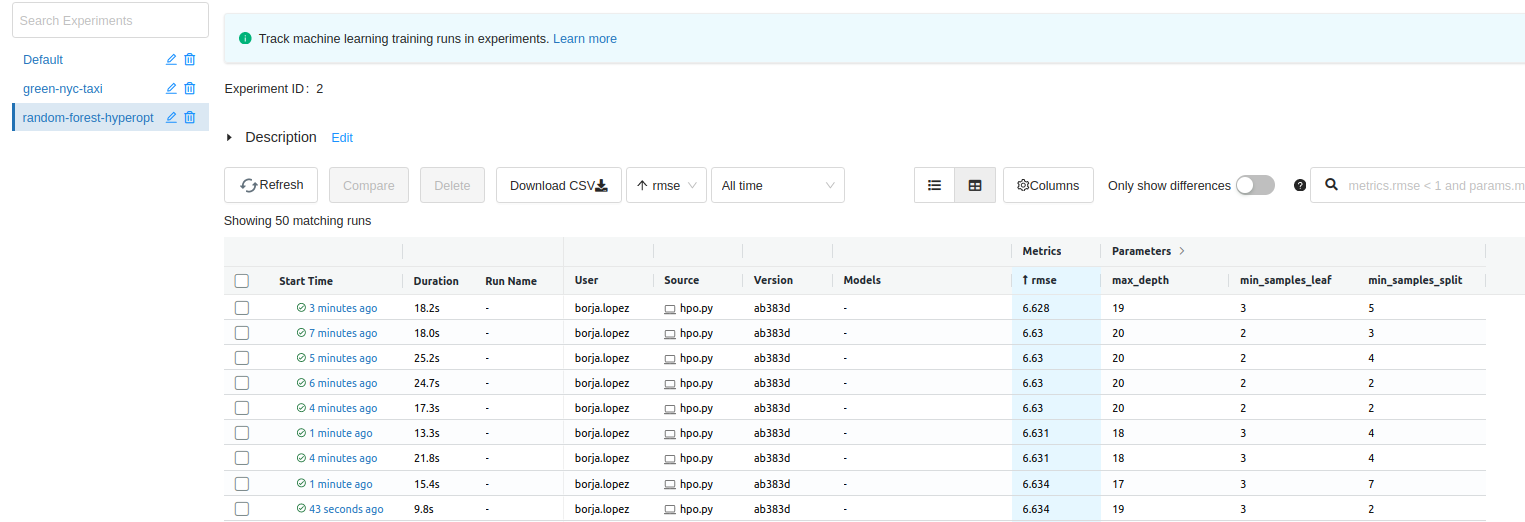 Search Experiments
Default
green-nyc-taxi
random-forest-hyperopt
Track machine learning training runs in experiments. Learn more
Experiment ID: 2
Description Edit
Refresh Compare Delete Download CSV rmse All time Columns Only show differences ? metrics.rmse < 1 and params.m
Showing 50 matching runs
Metrics Parameters
Start Time Duration Run Name User Source Version Models ↑ rmse max_depth min_samples_leaf min_samples_split
3 minutes ago 18.2s - borja.lopez hpo.py ab383d - 6.628 19 3 5
7 minutes ago 18.0s - borja.lopez hpo.py ab383d - 6.63 20 2 3
5 minutes ago 25.2s - borja.lopez hpo.py ab383d - 6.63 20 2 4
6 minutes ago 24.7s - borja.lopez hpo.py ab383d - 6.63 20 2 2
4 minutes ago 17.3s - borja.lopez hpo.py ab383d - 6.63 20 2 2
1 minute ago 13.3s - borja.lopez hpo.py ab383d - 6.631 18 3 4
4 minutes ago 21.8s - borja.lopez hpo.py ab383d - 6.631 18 3 4
1 minute ago 15.4s - borja.lopez hpo.py ab383d - 6.634 17 3 7
43 seconds ago 9.8s - borja.lopez hpo.py ab383d - 6.634 19 3 2